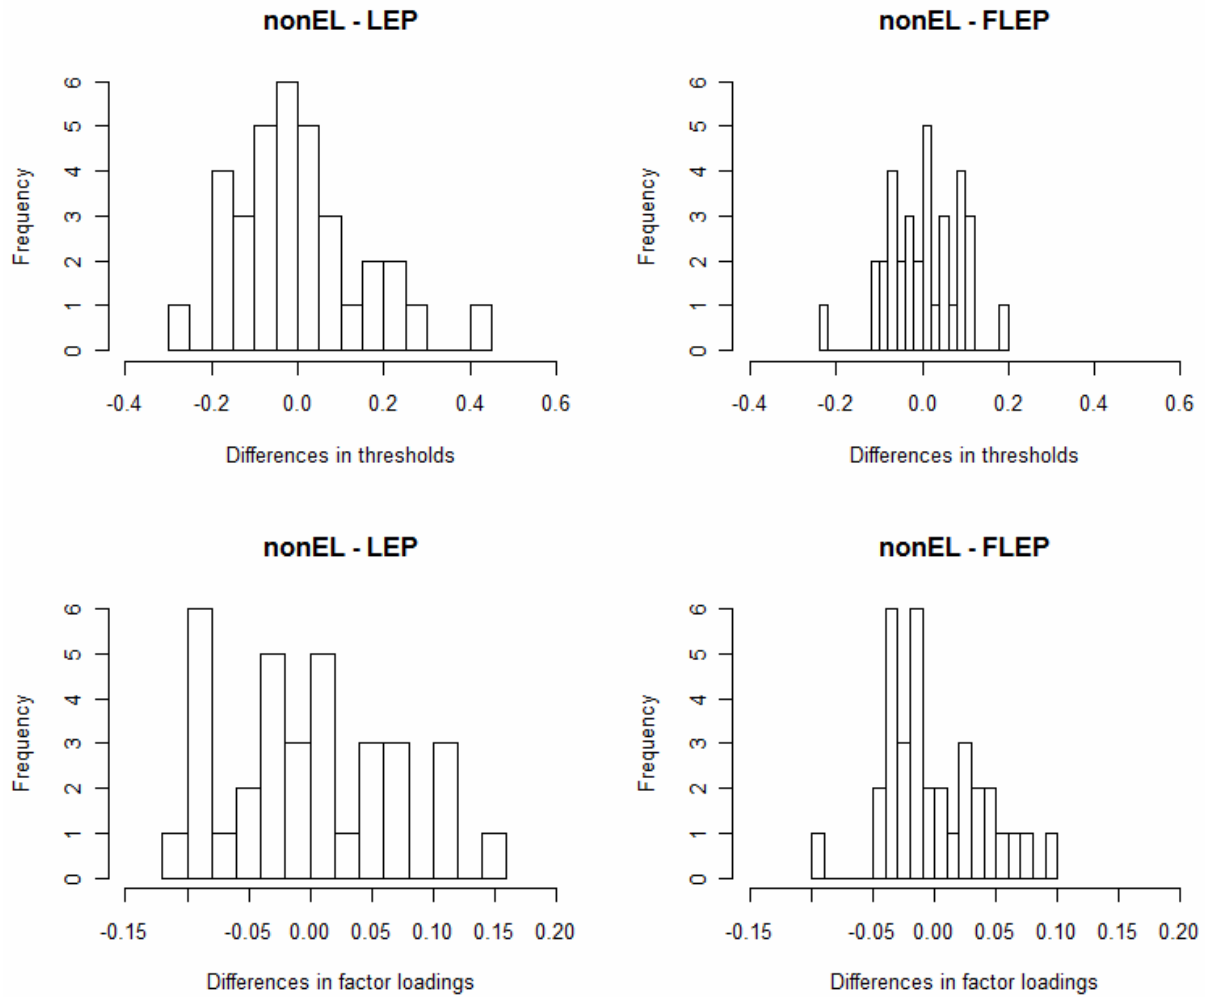 nonEL - LEP
Frequency
6
5
4
3
2
1
0
-0.4 -0.2 0.0 0.2 0.4 0.6
Differences in thresholds
nonEL - FLEP
Frequency
6
5
4
3
2
1
0
-0.4 -0.2 0.0 0.2 0.4 0.6
Differences in thresholds
nonEL - LEP
Frequency
6
5
4
3
2
1
0
-0.15 -0.05 0.00 0.05 0.10 0.15 0.20
Differences in factor loadings
nonEL - FLEP
Frequency
6
5
4
3
2
1
0
-0.15 -0.05 0.00 0.05 0.10 0.15 0.20
Differences in factor loadings